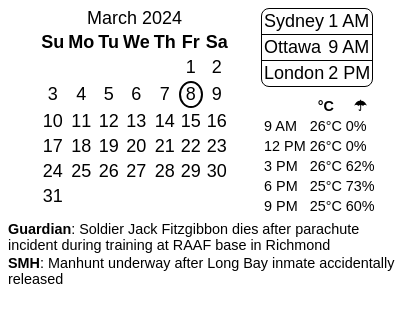 March 2024
Su Mo Tu We Th Fr Sa
1 2
3 4 5 6 7 8 9
10 11 12 13 14 15 16
17 18 19 20 21 22 23
24 25 26 27 28 29 30
31
Sydney 1 AM
Ottawa 9 AM
London 2 PM
°C ☂
9 AM 26°C 0%
12 PM 26°C 0%
3 PM 26°C 62%
6 PM 25°C 73%
9 PM 25°C 60%
Guardian: Soldier Jack Fitzgibbon dies after parachute
incident during training at RAAF base in Richmond
SMH: Manhunt underway after Long Bay inmate accidentally
released